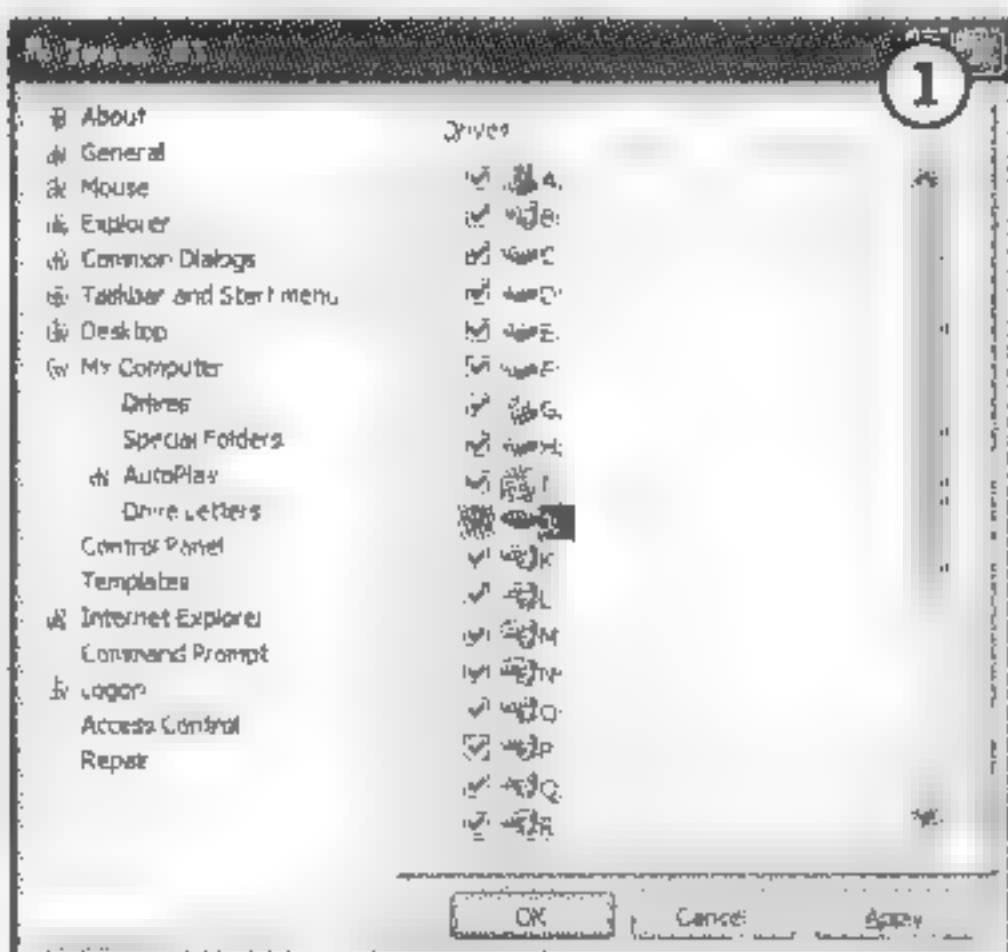 1
About
General
Mouse
Explorer
Common Dialogs
Taskbar and Start menu
Desktop
My Computer
Drives
Special Folders
AutoPlay
Drive Letters
Control Panel
Templates
Internet Explorer
Command Prompt
Logon
Access Control
Repair
Drives
A:
B:
C:
D:
E:
F:
G:
H:
I:
K:
L:
M:
N:
O:
P:
Q:
R:
OK
Cancel
Apply